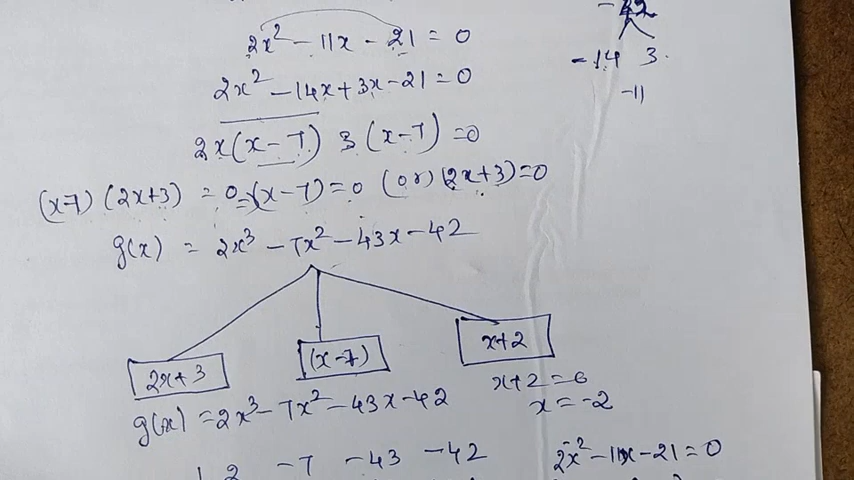 2x² - 11x - 21 = 0
-42
2x² - 14x + 3x - 21 = 0
-14 3
-11
2x(x - 7) 3(x - 7) = 0
(x-7) (2x+3) = 0 (x - 7) = 0 (or) (2x+3) = 0
g(x) = 2x³ - 7x² - 43x - 42
2x+3 (x-7) x+2
x+2 = 0
g(x) = 2x³ - 7x² - 43x - 42
x = -2
2 -7 -43 -42
2x² - 11x - 21 = 0